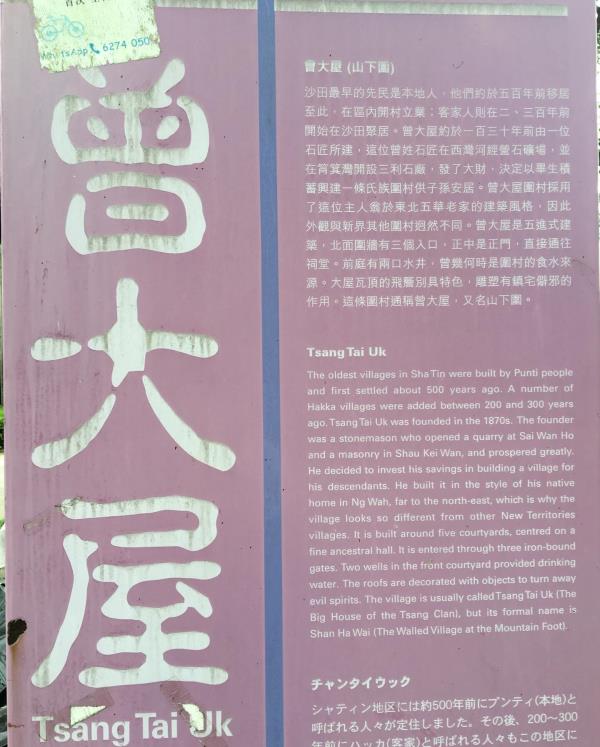 WhatsApp 6274 050
曾大屋
Tsang Tai Uk
曾大屋 (山下圍)
沙田最早的先民是本地人，他們約於五百年前移居
至此，在區內開村立業；客家人則在二、三百年前
開始在沙田聚居。曾大屋約於一百三十年前由一位
石匠所建，這位曾姓石匠在西灣河經營石礦場，並
在筲箕灣開設三利石廠，發了大財，決定以畢生積
蓄興建一條氏族圍村供子孫安居。曾大屋圍村採用
了這位主人翁於東北五華老家的建築風格，因此
外觀與新界其他圍村迥然不同。曾大屋是五進式建
築，北面圍牆有三個入口，正中是正門，直接通往
祠堂。前庭有兩口水井，曾幾何時是圍村的食水來
源。大屋瓦頂的飛簷別具特色，雕塑有鎮宅僻邪的
作用。這條圍村通稱曾大屋，又名山下圍。
Tsang Tai Uk
The oldest villages in Sha Tin were built by Punti people
and first settled about 500 years ago. A number of
Hakka villages were added between 200 and 300 years
ago. Tsang Tai Uk was founded in the 1870s. The founder
was a stonemason who opened a quarry at Sai Wan Ho
and a masonry in Shau Kei Wan, and prospered greatly.
He decided to invest his savings in building a village for
his descendants. He built it in the style of his native
home in Ng Wah, far to the north-east, which is why the
village looks so different from other New Territories
villages. It is built around five courtyards, centred on a
fine ancestral hall. It is entered through three iron-bound
gates. Two wells in the front courtyard provided drinking
water. The roofs are decorated with objects to turn away
evil spirits. The village is usually called Tsang Tai Uk (The
Big House of the Tsang Clan), but its formal name is
Shan Ha Wai (The Walled Village at the Mountain Foot).
チャンタイウック
シャティン地区には約500年前にプンティ(本地)と
呼ばれる人々が定住しました。その後、200～300
年前にハッカ(客家)と呼ばれる人々もこの地区に